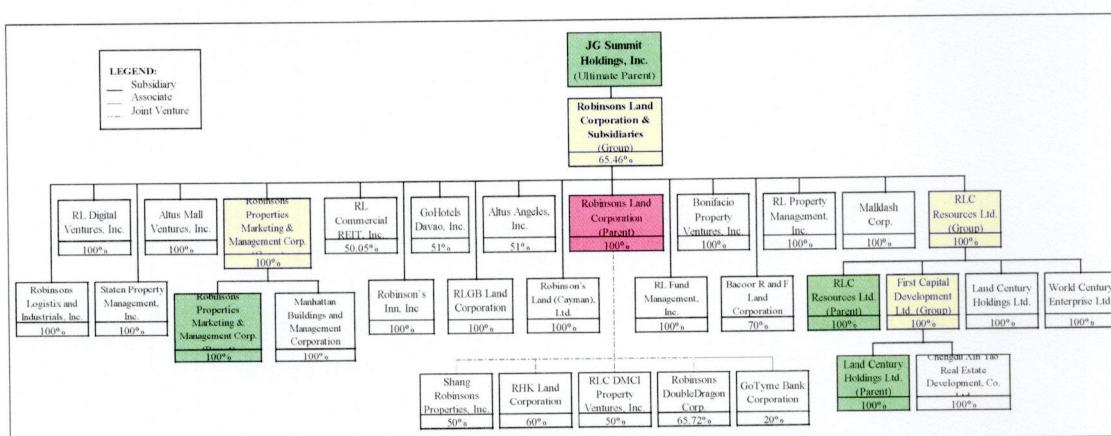 JG Summit
Holdings, Inc.
(Ultimate Parent)
LEGEND:
Subsidiary
Associate
Joint Venture
Robinsons Land
Corporation &
Subsidiaries
(Group)
65.46%
RL Digital
Ventures, Inc.
100%
Altus Mall
Ventures, Inc.
100%
Robinsons
Properties
Marketing &
Management Corp.
100%
RL
Commercial
REIT, Inc.
50.05%
GoHotels
Davao, Inc.
51%
Altus Angeles,
Inc.
51%
Robinsons Land
Corporation
(Parent)
100%
Bonifacio
Property
Ventures, Inc.
100%
RL Property
Management,
Inc.
100%
Malldash
Corp.
100%
RLC
Resources Ltd.
(Group)
100%
Robinsons
Logistix and
Industrials, Inc.
100%
Staten Property
Management,
Inc.
100%
Robinsons
Properties
Marketing &
Management Corp.
100%
Manhattan
Buildings and
Management
Corporation
100%
Robinson's
Inn, Inc
100%
RLGB Land
Corporation
100%
Robinson's
Land (Cayman),
Ltd.
100%
RL Fund
Management,
Inc.
100%
Bacoor R and F
Land
Corporation
70%
RLC
Resources Ltd.
(Parent)
100%
First Capital
Development
Ltd. (Group)
100%
Land Century
Holdings Ltd.
100%
World Century
Enterprise Ltd.
100%
Shang
Robinsons
Properties, Inc.
50%
RHK Land
Corporation
60%
RLC DMCI
Property
Ventures, Inc.
50%
Robinsons
DoubleDragon
Corp.
65.72%
GoTyme Bank
Corporation
20%
Land Century
Holdings Ltd.
(Parent)
100%
Chengdu Xin Yao
Real Estate
Development, Co.
100%